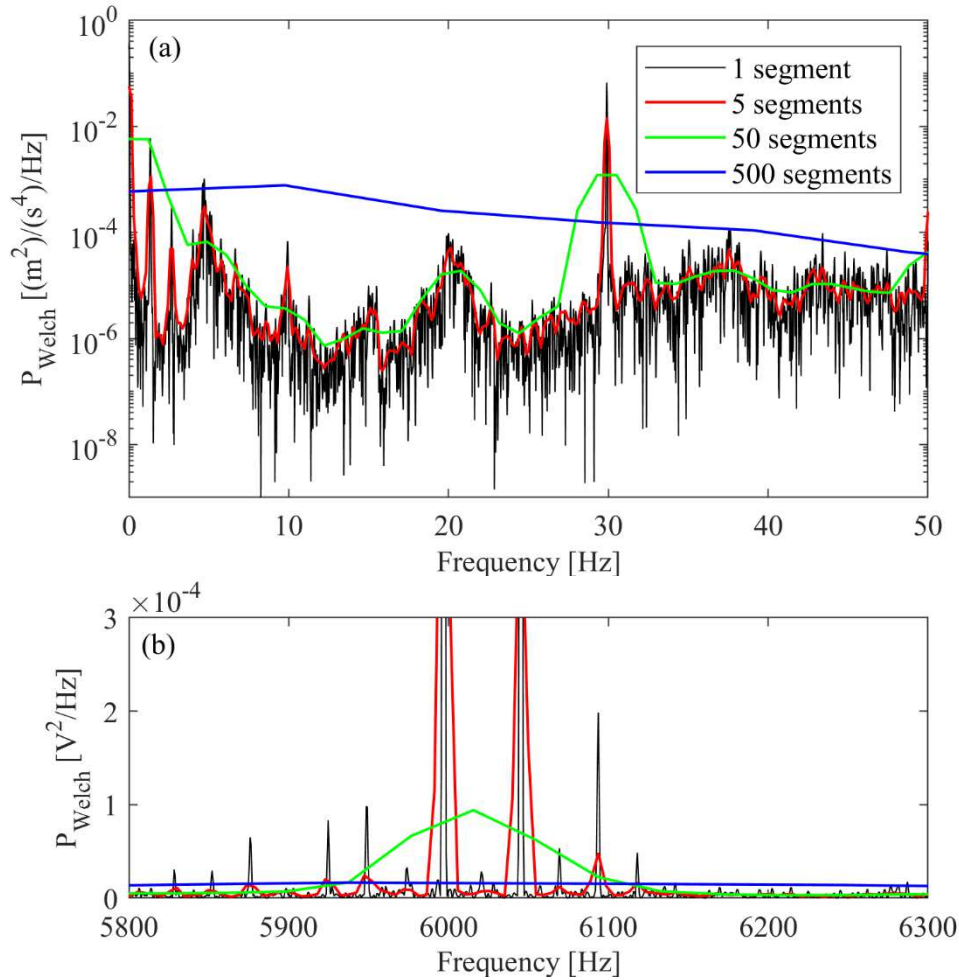 (a)
10^0
10^-2
10^-4
10^-6
10^-8
P_Welch [(m^2)/(s^4)/Hz]
1 segment
5 segments
50 segments
500 segments
0 10 20 30 40 50
Frequency [Hz]
×10^-4
(b)
3
2
1
0
P_Welch [V^2/Hz]
5800 5900 6000 6100 6200 6300
Frequency [Hz]